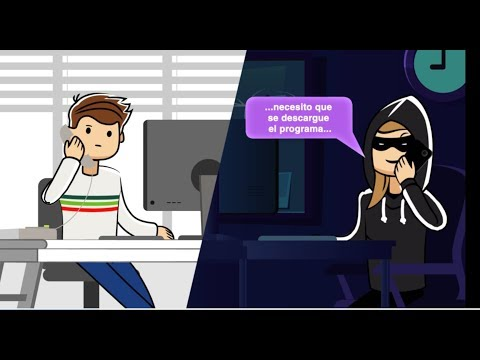 ...necesito que
se descargue
el programa...